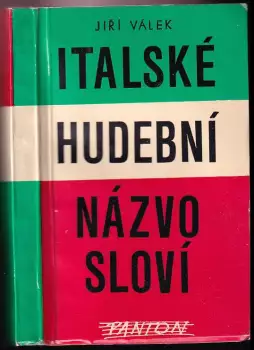 JIŘÍ VÁLEK
ITALSKÉ
HUDEBNÍ
NÁZVO
SLOVÍ
PANTON